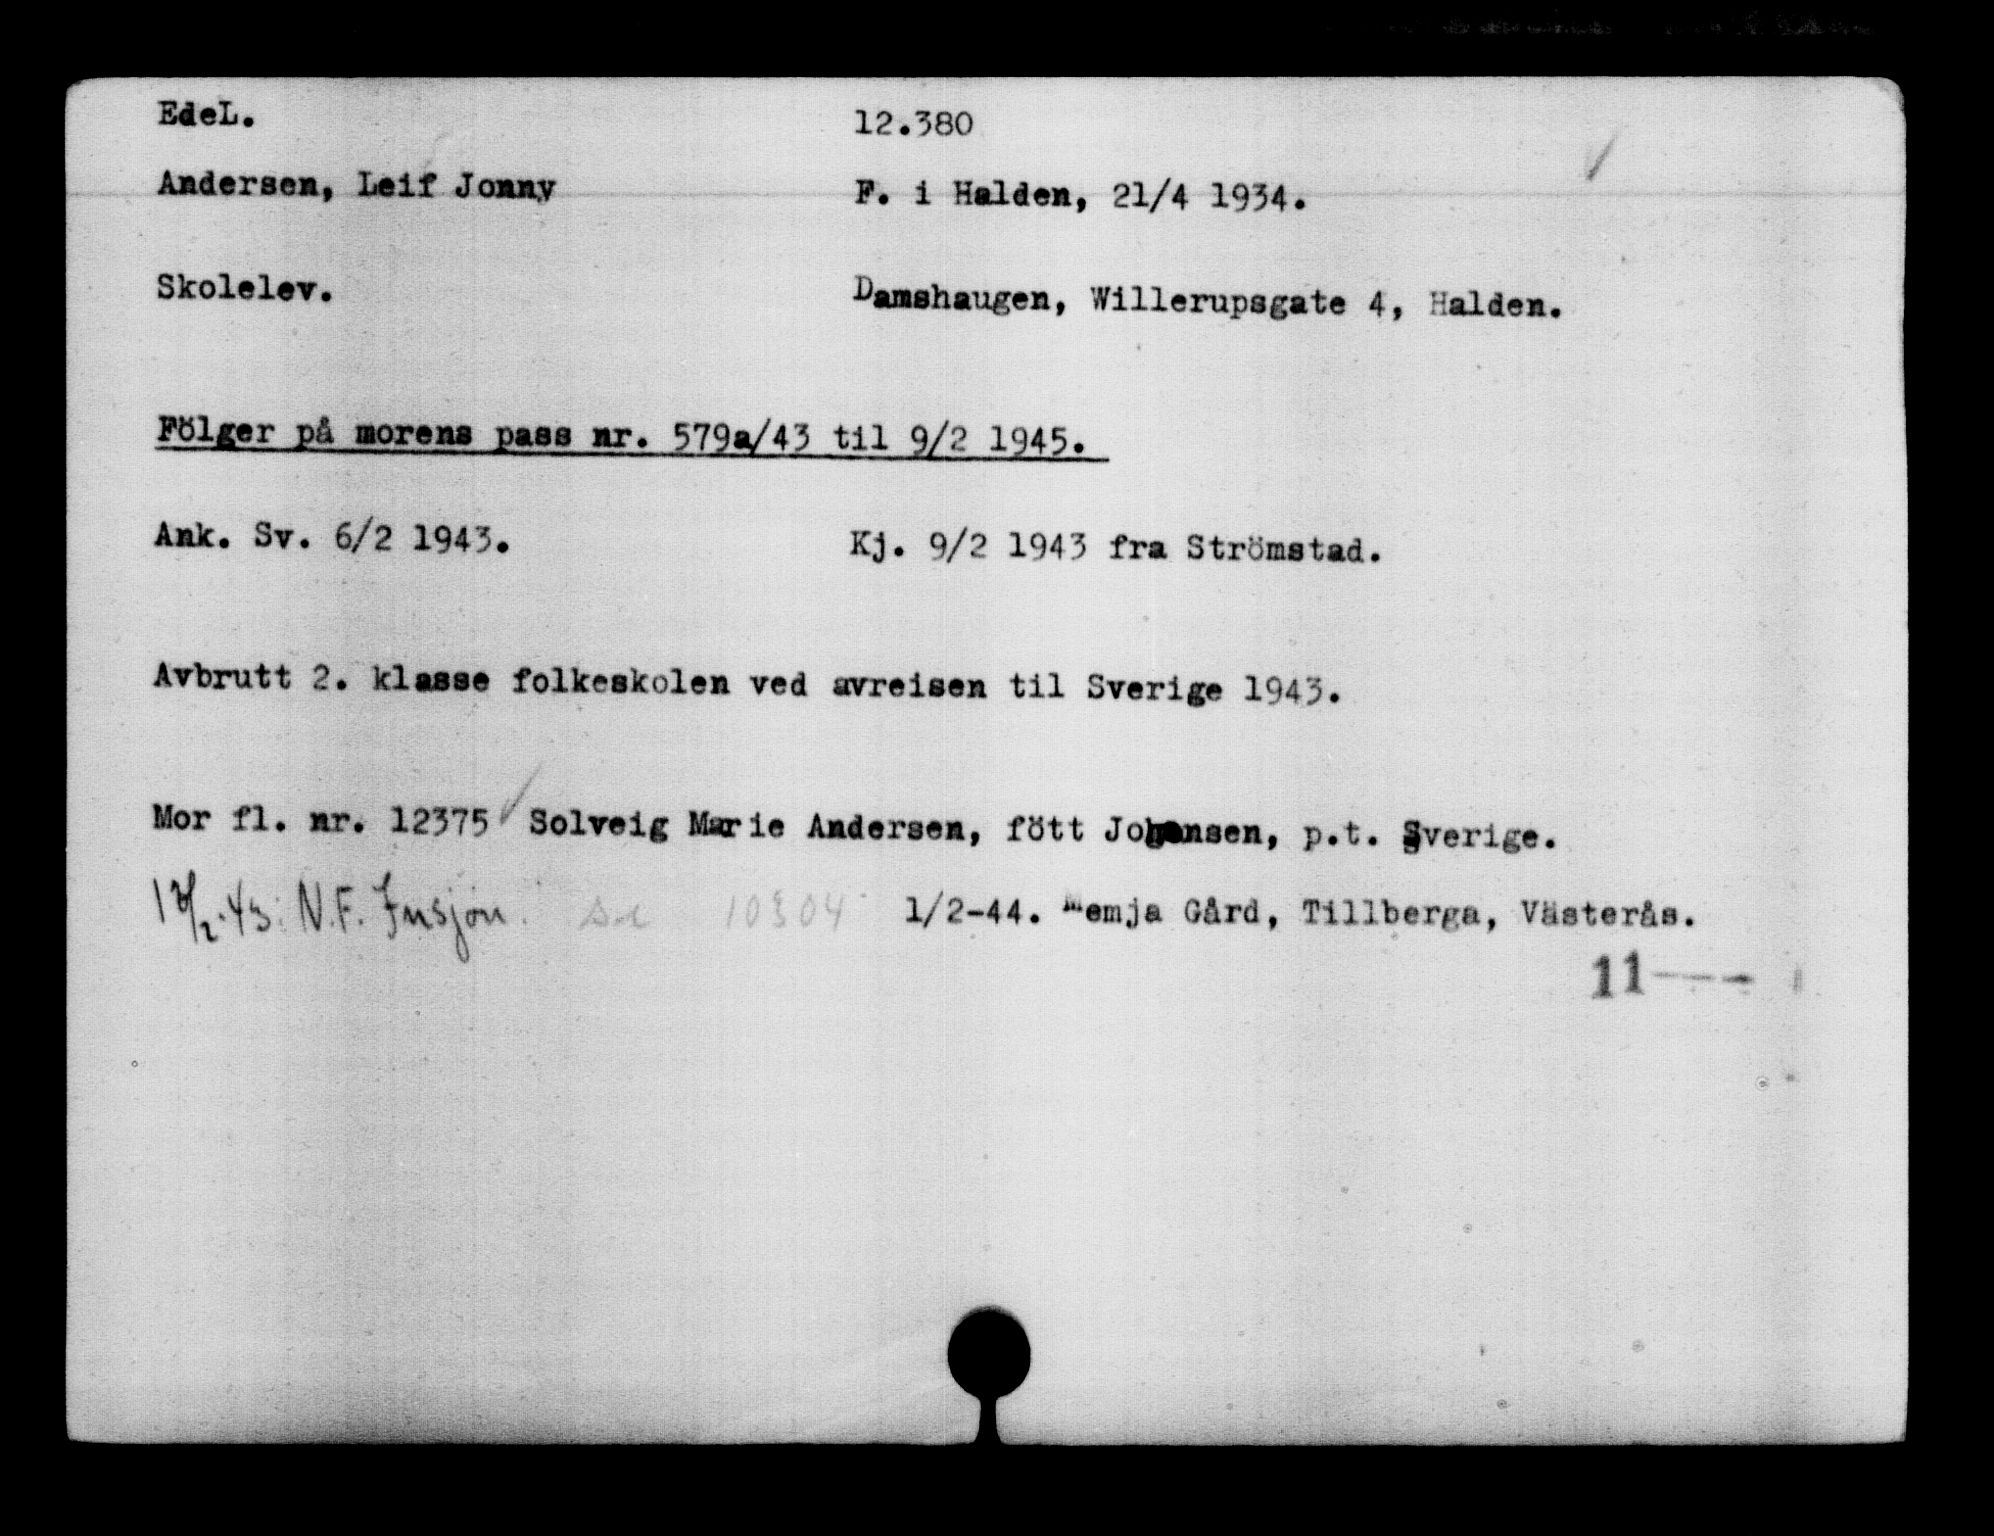 EdeL. 12.380
Andersen, Leif Jonny F. i Halden, 21/4 1934.
Skolelev. Damshaugen, Willerupsgate 4, Halden.
Fölger på morens pass nr. 579a/43 til 9/2 1945.
Ank. Sv. 6/2 1943. Kj. 9/2 1943 fra Strömstad.
Avbrutt 2. klasse folkeskolen ved avreisen til Sverige 1943.
Mor fl. nr. 12375 Solveig Marie Andersen, fött Johansen, p.t. Sverige.
N.F. 10304 1/2-44. Gård, Tillberga, Västerås.
11